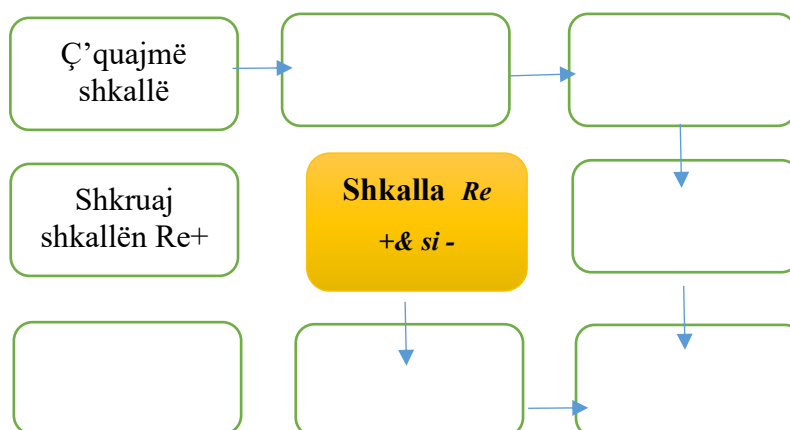 Ç’quajmë
shkallë
Shkruaj
shkallën Re+
Shkalla Re
+& si -